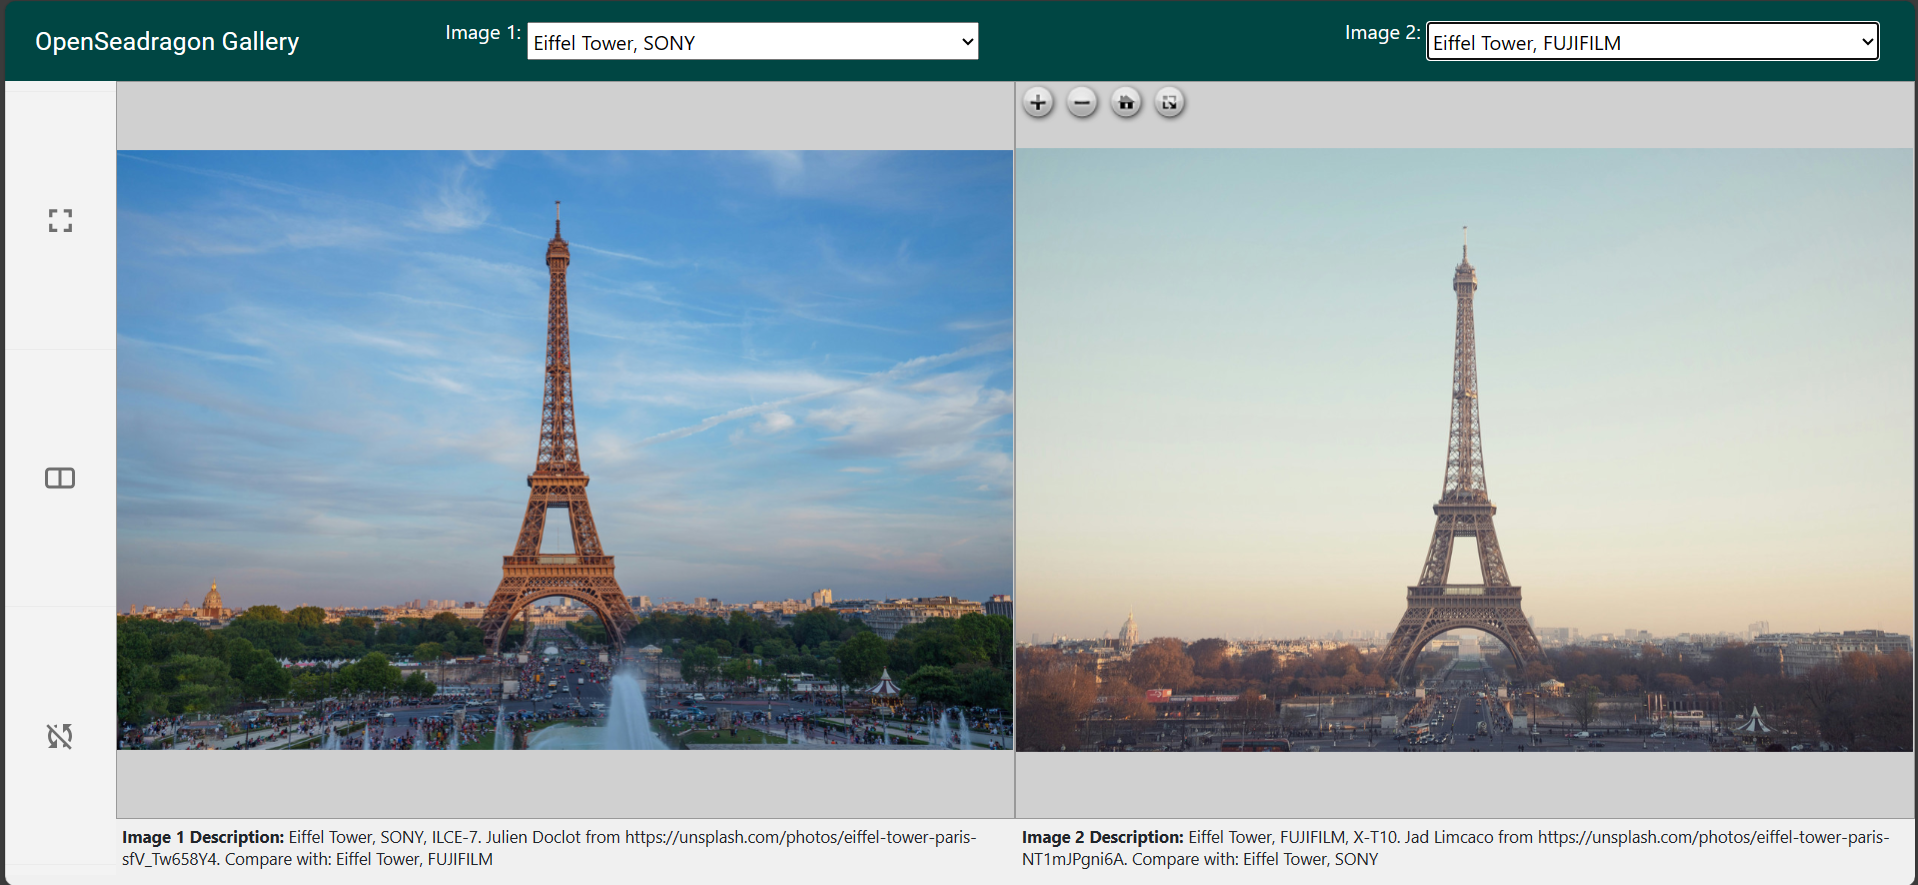 OpenSeadragon Gallery
Image 1:
Eiffel Tower, SONY
Image 2:
Eiffel Tower, FUJIFILM
Image 1 Description: Eiffel Tower, SONY, ILCE-7. Julien Doclot from https://unsplash.com/photos/eiffel-tower-paris-
sfV_Tw658Y4. Compare with: Eiffel Tower, FUJIFILM
Image 2 Description: Eiffel Tower, FUJIFILM, X-T10. Jad Limcaco from https://unsplash.com/photos/eiffel-tower-paris-
NT1mJPgni6A. Compare with: Eiffel Tower, SONY